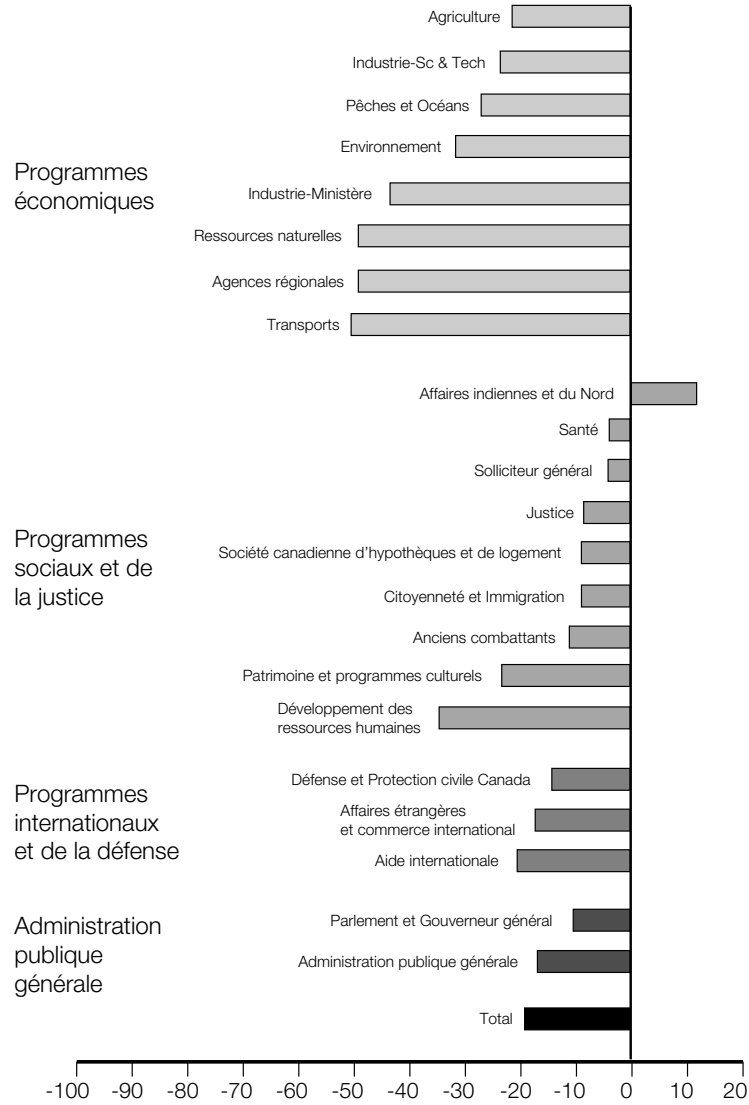 Agriculture
Industrie-Sc & Tech
Pêches et Océans
Environnement
Programmes
économiques
Industrie-Ministère
Ressources naturelles
Agences régionales
Transports
Affaires indiennes et du Nord
Santé
Solliciteur général
Justice
Programmes
sociaux et de
la justice
Société canadienne d'hypothèques et de logement
Citoyenneté et Immigration
Anciens combattants
Patrimoine et programmes culturels
Développement des
ressources humaines
Programmes
internationaux
et de la défense
Défense et Protection civile Canada
Affaires étrangères
et commerce international
Aide internationale
Administration
publique
générale
Parlement et Gouverneur général
Administration publique générale
Total
-100 -90 -80 -70 -60 -50 -40 -30 -20 -10 0 10 20